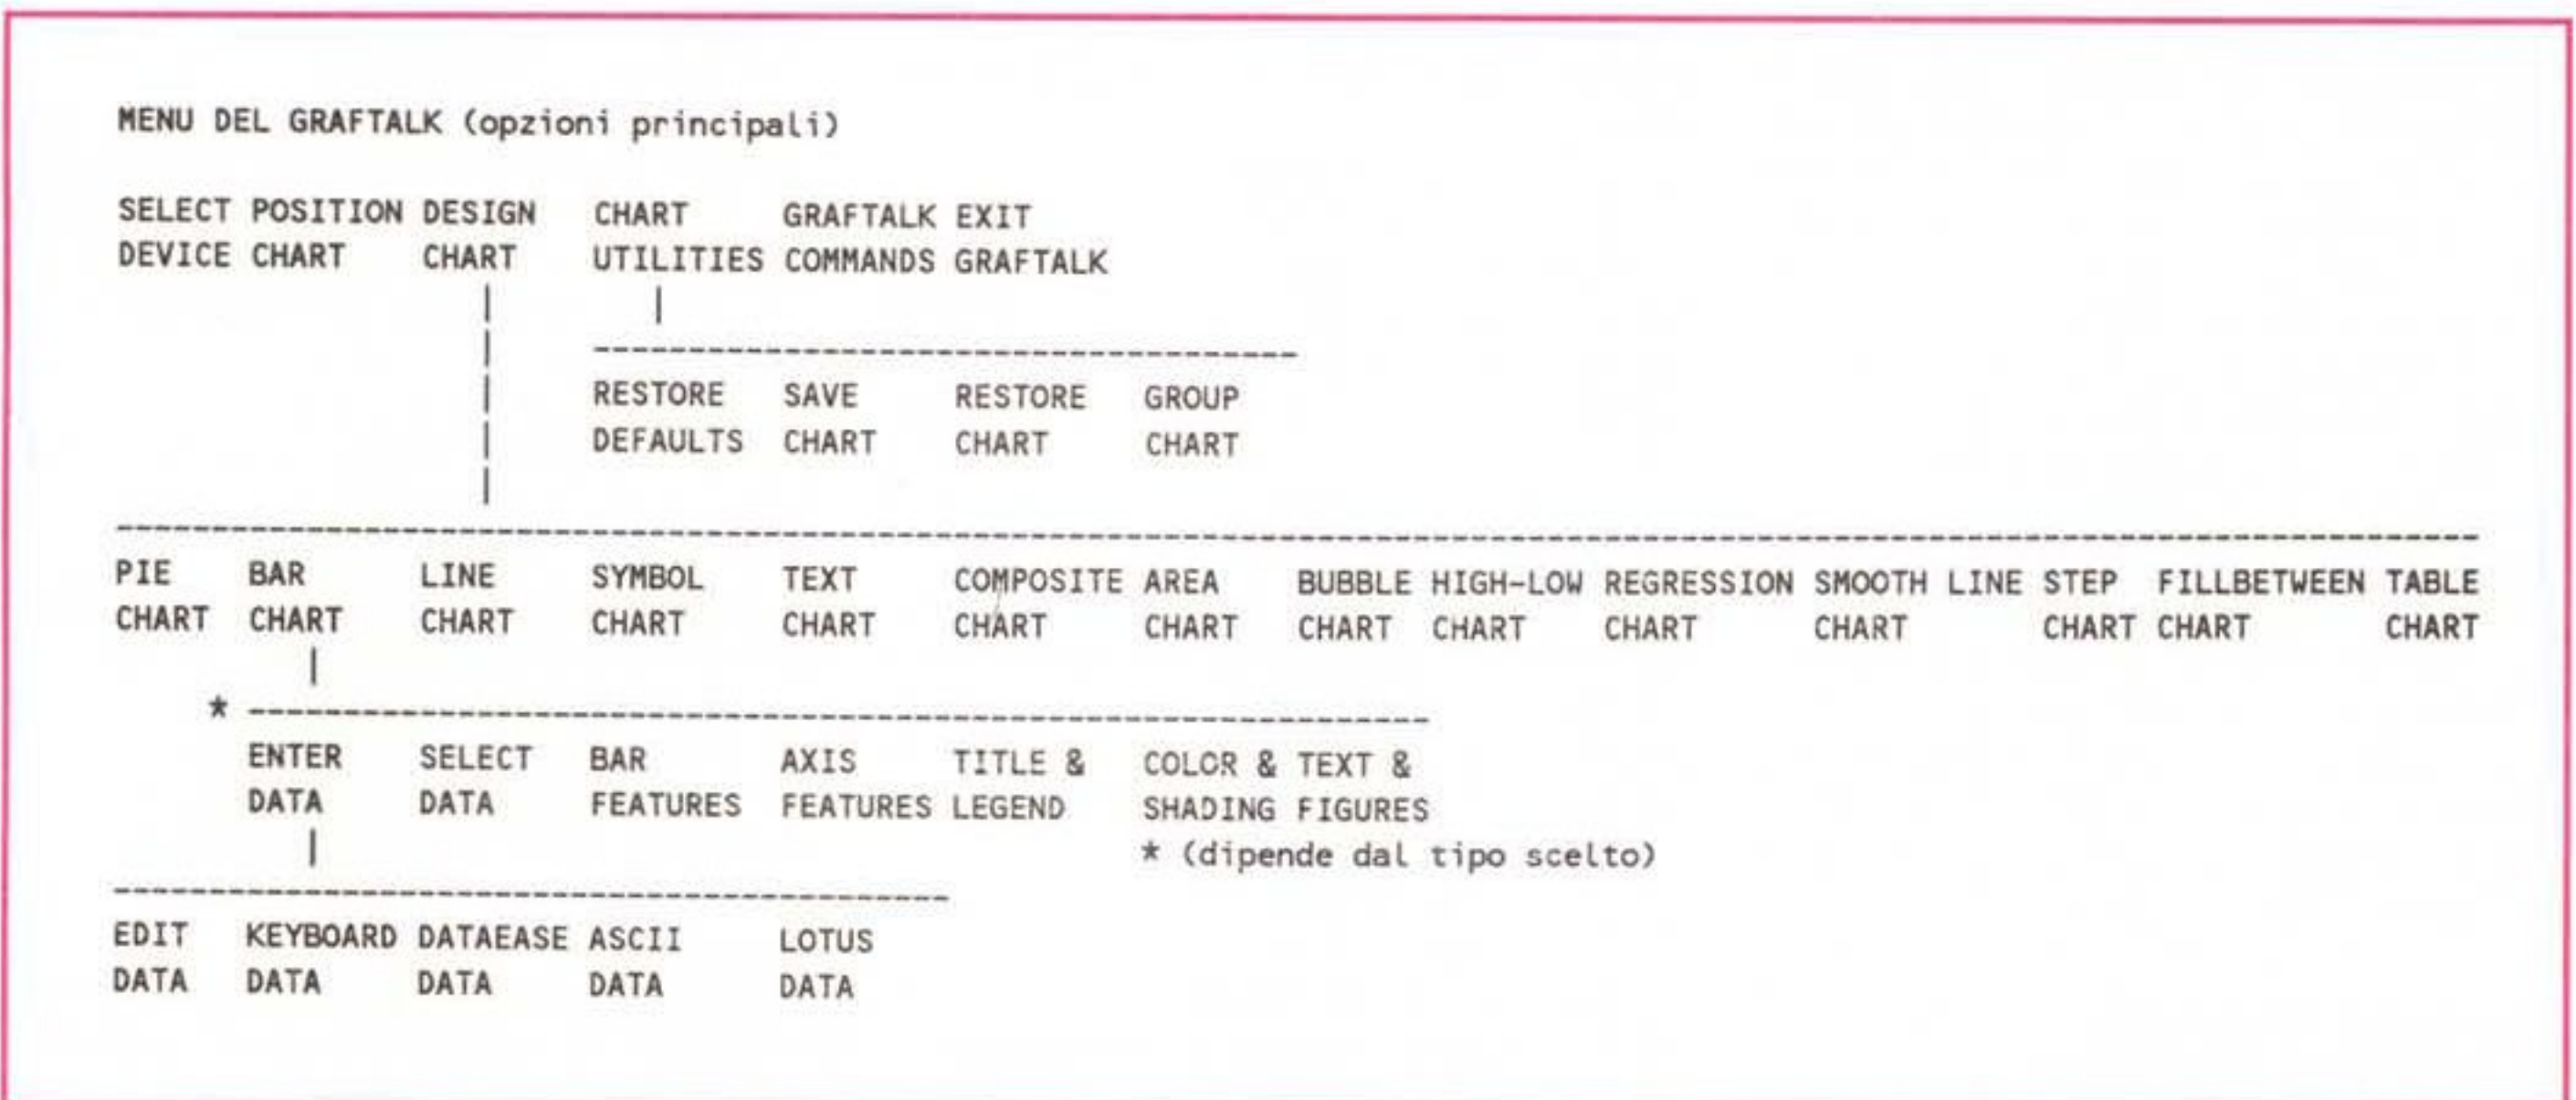 MENU DEL GRAFTALK (opzioni principali)
SELECT POSITION DESIGN CHART GRAFTALK EXIT
DEVICE CHART CHART UTILITIES COMMANDS GRAFTALK
RESTORE SAVE RESTORE GROUP
DEFAULTS CHART CHART CHART
PIE BAR LINE SYMBOL TEXT COMPOSITE AREA BUBBLE HIGH-LOW REGRESSION SMOOTH LINE STEP FILLBETWEEN TABLE
CHART CHART CHART CHART CHART CHART CHART CHART CHART CHART CHART CHART CHART CHART
*
ENTER SELECT BAR AXIS TITLE & COLOR & TEXT &
DATA DATA FEATURES FEATURES LEGEND SHADING FIGURES
* (dipende dal tipo scelto)
EDIT KEYBOARD DATAEASE ASCII LOTUS
DATA DATA DATA DATA DATA